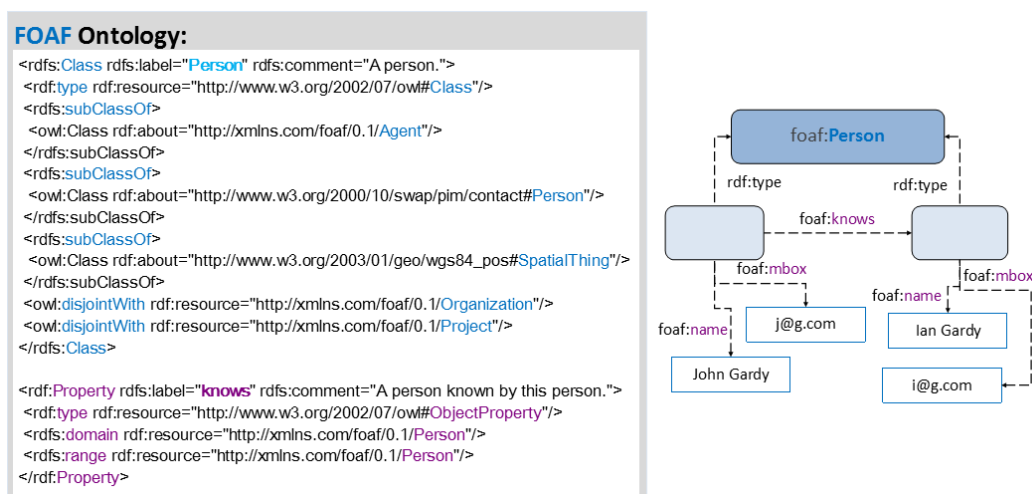 FOAF Ontology:
<rdfs:Class rdfs:label="Person" rdfs:comment="A person.">
<rdf:type rdf:resource="http://www.w3.org/2002/07/owl#Class"/>
<rdfs:subClassOf>
<owl:Class rdf:about="http://xmlns.com/foaf/0.1/Agent"/>
</rdfs:subClassOf>
<rdfs:subClassOf>
<owl:Class rdf:about="http://www.w3.org/2000/10/swap/pim/contact#Person"/>
</rdfs:subClassOf>
<rdfs:subClassOf>
<owl:Class rdf:about="http://www.w3.org/2003/01/geo/wgs84_pos#SpatialThing"/>
</rdfs:subClassOf>
<owl:disjointWith rdf:resource="http://xmlns.com/foaf/0.1/Organization"/>
<owl:disjointWith rdf:resource="http://xmlns.com/foaf/0.1/Project"/>
</rdfs:Class>
<rdf:Property rdfs:label="knows" rdfs:comment="A person known by this person.">
<rdf:type rdf:resource="http://www.w3.org/2002/07/owl#ObjectProperty"/>
<rdfs:domain rdf:resource="http://xmlns.com/foaf/0.1/Person"/>
<rdfs:range rdf:resource="http://xmlns.com/foaf/0.1/Person"/>
</rdf:Property>
foaf:Person
rdf:type
rdf:type
foaf:knows
foaf:mbox
foaf:mbox
foaf:name
foaf:name
j@g.com
Ian Gardy
John Gardy
i@g.com